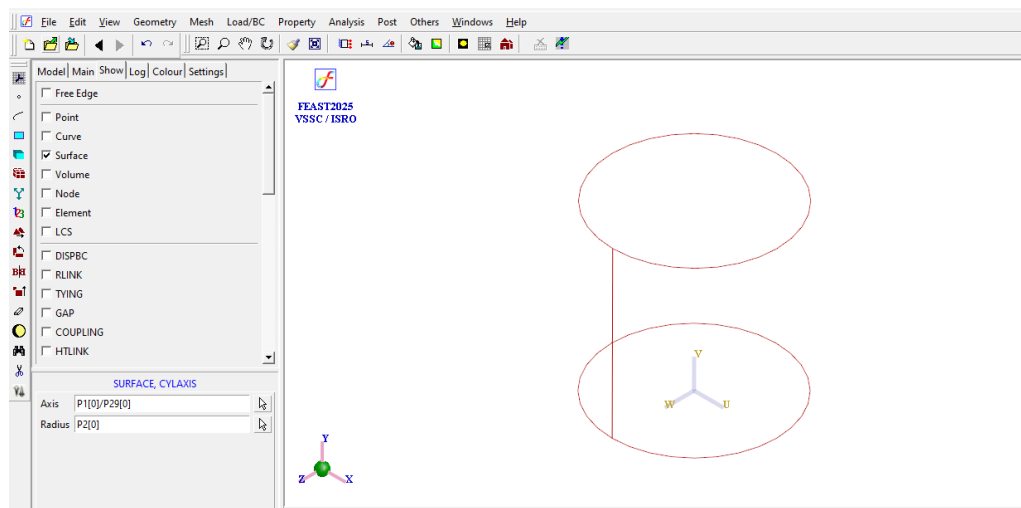 File Edit View Geometry Mesh Load/BC Property Analysis Post Others Windows Help
Model Main Show Log Colour Settings
Free Edge
Point
Curve
Surface
Volume
Node
Element
LCS
DISPBC
RLINK
TYING
GAP
COUPLING
HTLINK
SURFACE, CYLAXIS
Axis P1[0]/P29[0]
Radius P2[0]
FEAST2025
VSSC / ISRO
V
W U
Y
Z X